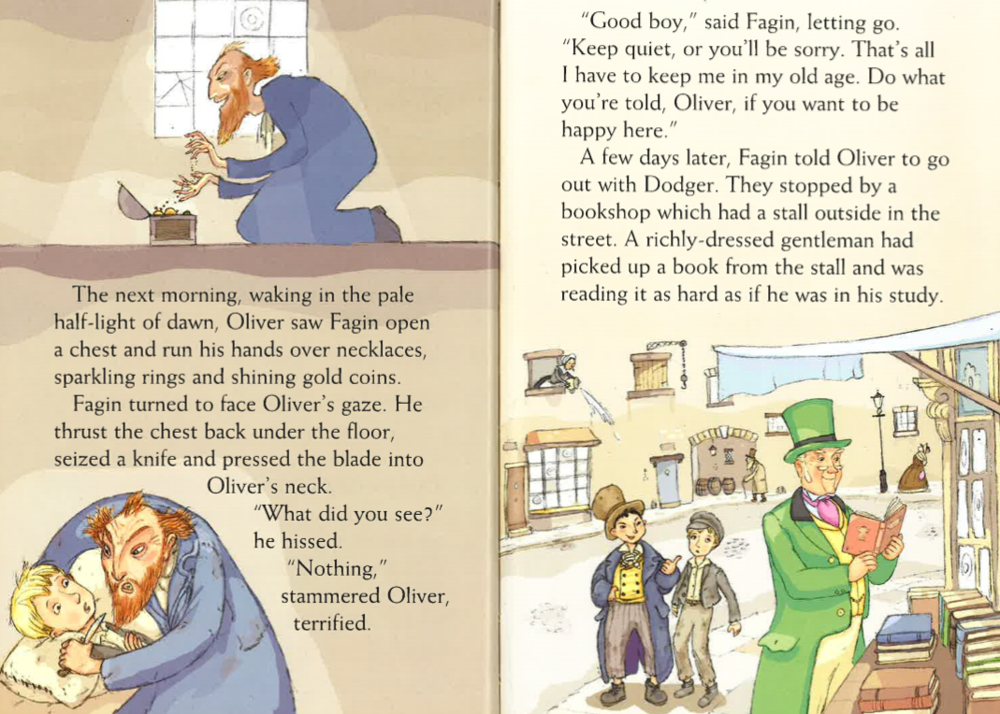 The next morning, waking in the pale
half-light of dawn, Oliver saw Fagin open
a chest and run his hands over necklaces,
sparkling rings and shining gold coins.
Fagin turned to face Oliver’s gaze. He
thrust the chest back under the floor,
seized a knife and pressed the blade into
Oliver’s neck.
“What did you see?”
he hissed.
“Nothing,”
stammered Oliver,
terrified.
“Good boy,” said Fagin, letting go.
“Keep quiet, or you’ll be sorry. That’s all
I have to keep me in my old age. Do what
you’re told, Oliver, if you want to be
happy here.”
A few days later, Fagin told Oliver to go
out with Dodger. They stopped by a
bookshop which had a stall outside in the
street. A richly-dressed gentleman had
picked up a book from the stall and was
reading it as hard as if he was in his study.